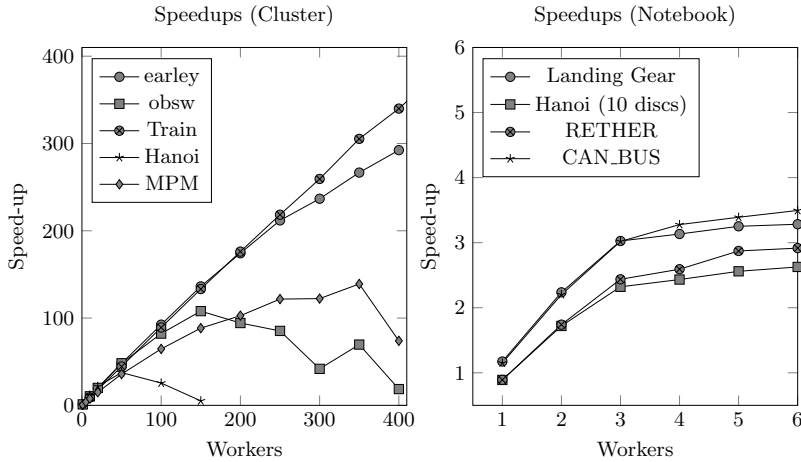 Speedups (Cluster)
400
300
200
100
0
Speed-up
earley
obsw
Train
Hanoi
MPM
0 100 200 300 400
Workers
Speedups (Notebook)
6
5
4
3
2
1
Speed-up
Landing Gear
Hanoi (10 discs)
RETHER
CAN_BUS
1 2 3 4 5 6
Workers